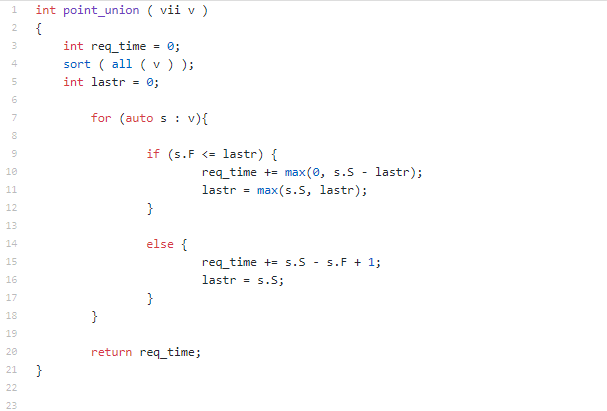 1 int point_union ( vii v )
2 {
3     int req_time = 0;
4     sort ( all ( v ) );
5     int lastr = 0;
6
7         for (auto s : v){
8
9                 if (s.F <= lastr) {
10                         req_time += max(0, s.S - lastr);
11                         lastr = max(s.S, lastr);
12                 }
13
14                 else {
15                         req_time += s.S - s.F + 1;
16                         lastr = s.S;
17                 }
18         }
19
20         return req_time;
21 }
22
23